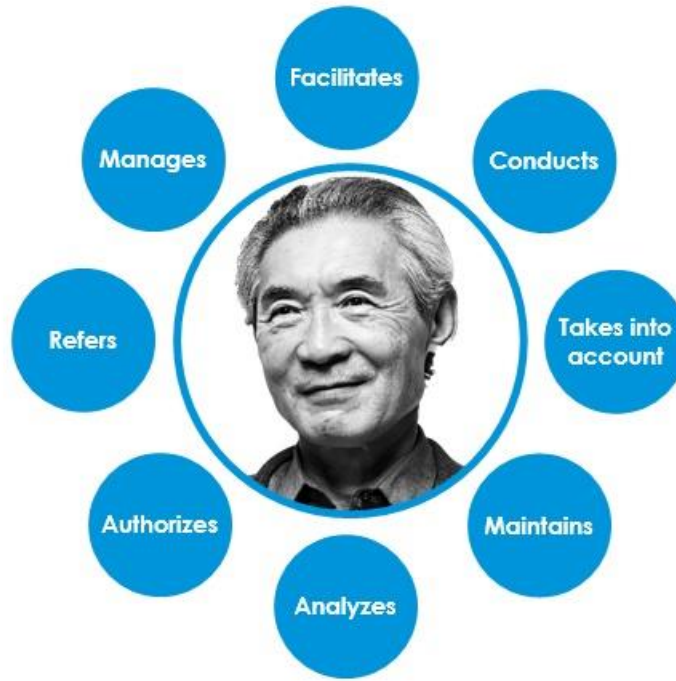 Facilitates
Conducts
Takes into
account
Maintains
Analyzes
Authorizes
Refers
Manages